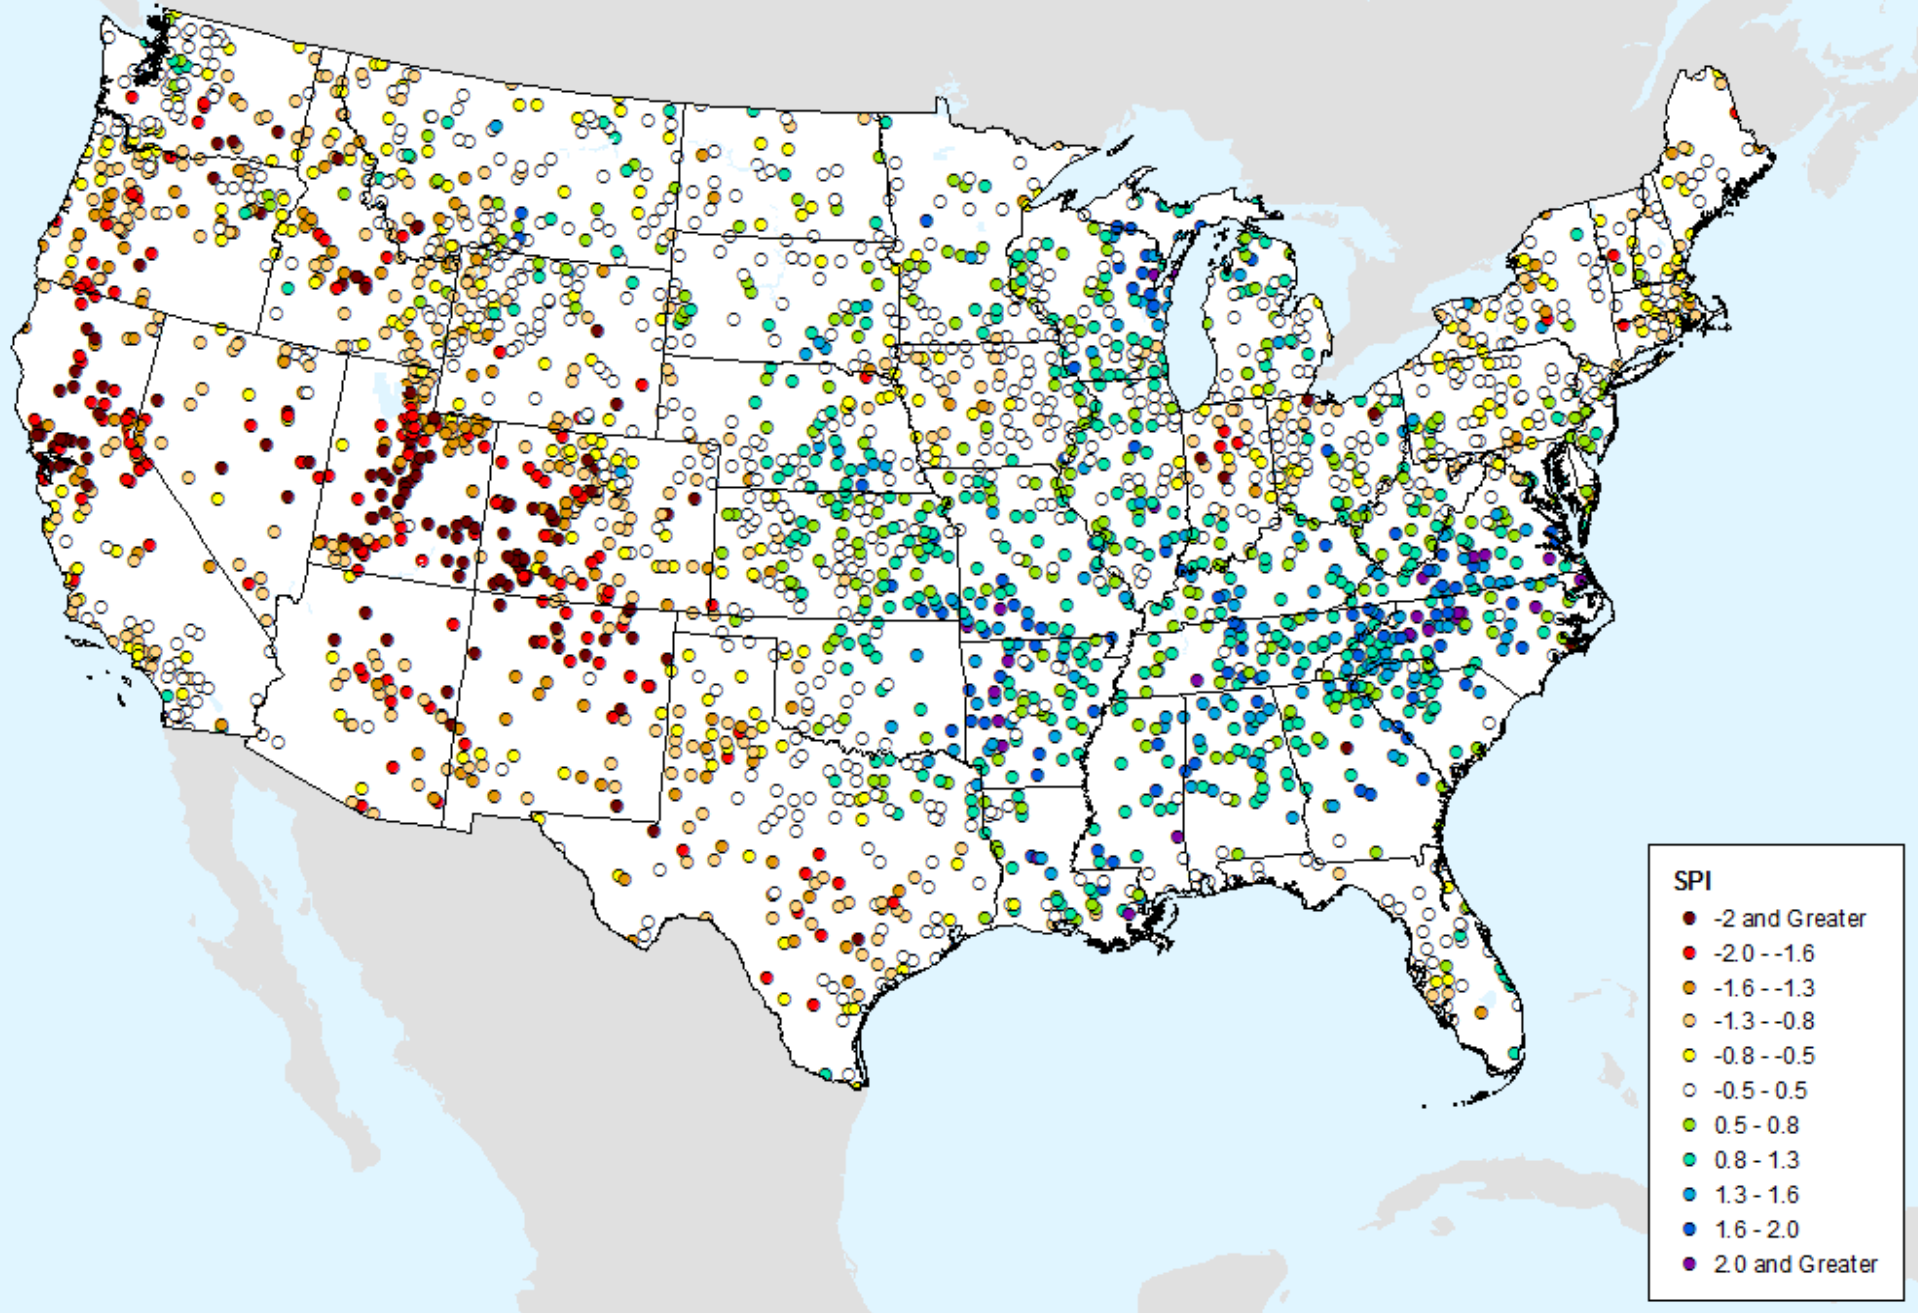 SPI
-2 and Greater
-2.0 - -1.6
-1.6 - -1.3
-1.3 - -0.8
-0.8 - -0.5
-0.5 - 0.5
0.5 - 0.8
0.8 - 1.3
1.3 - 1.6
1.6 - 2.0
2.0 and Greater